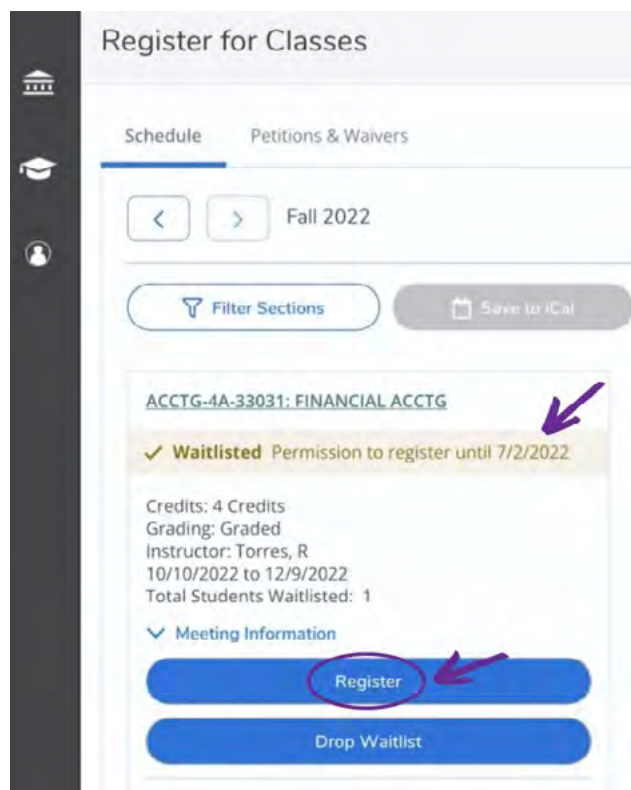 Register for Classes
Schedule Petitions & Waivers
Fall 2022
Filter Sections Save to iCal
ACCTG-4A-33031: FINANCIAL ACCTG
Waitlisted Permission to register until 7/2/2022
Credits: 4 Credits
Grading: Graded
Instructor: Torres, R
10/10/2022 to 12/9/2022
Total Students Waitlisted: 1
Meeting Information
Register
Drop Waitlist